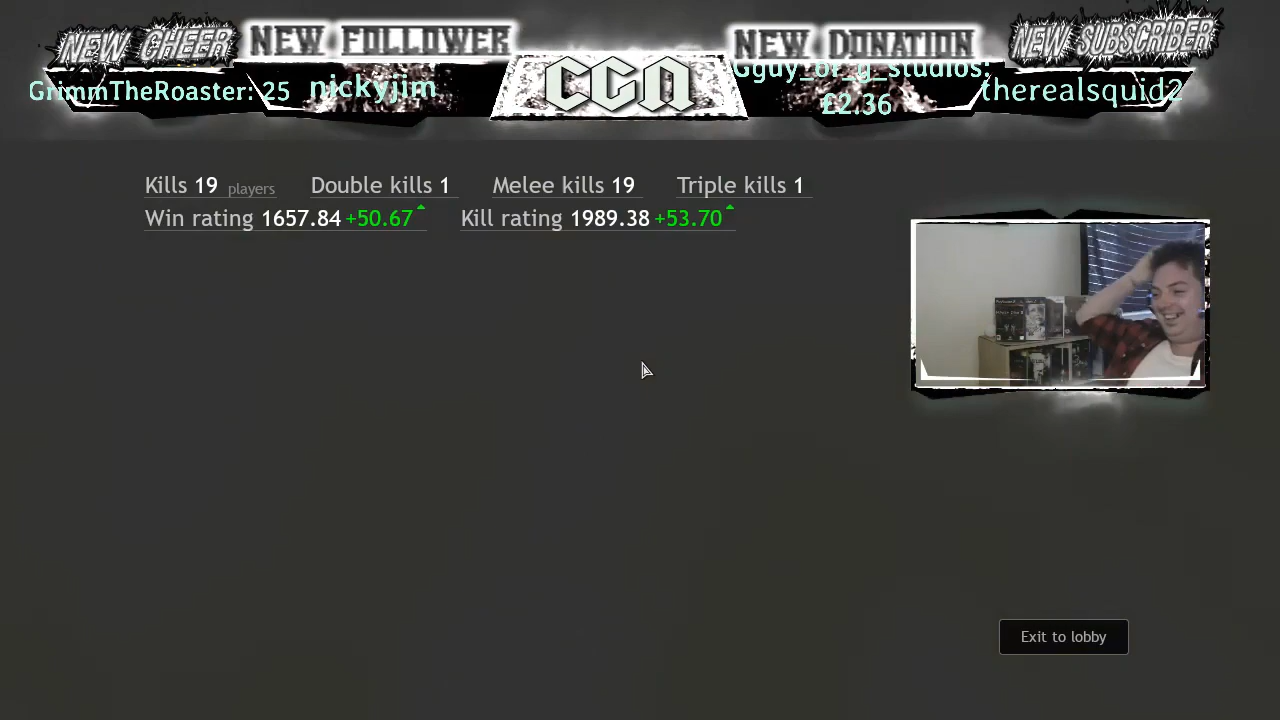 NEW CHEER
NEW FOLLOWER
NEW DONATION
NEW SUBSCRIBER
GrimmTheRoaster: 25
nickyjim
CGN
Gguy_of_g_studios:
£2.36
therealsquid2
Kills 19 players
Double kills 1
Melee kills 19
Triple kills 1
Win rating 1657.84 +50.67
Kill rating 1989.38 +53.70
Exit to lobby